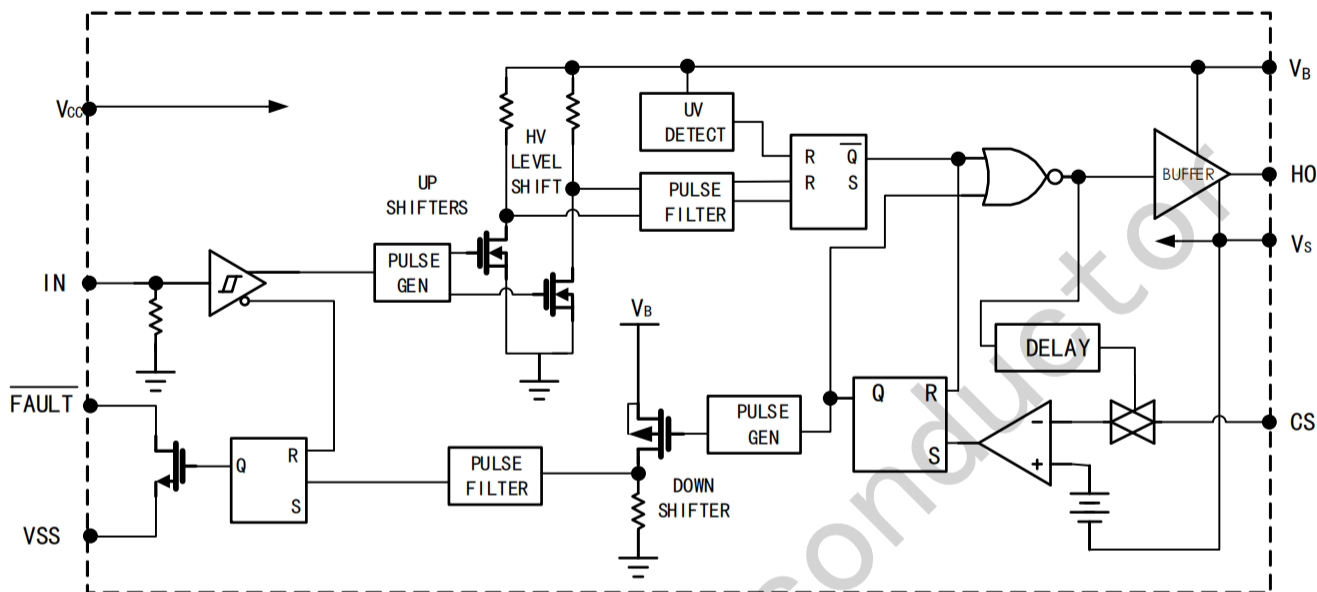 VB
UV
DETECT
VCC
HV
LEVEL
SHIFT
R Q
R S
UP
SHIFTERS
PULSE
FILTER
BUFFER
HO
VS
IN
PULSE
GEN
VB
DELAY
FAULT
Q R
S
PULSE
GEN
CS
-
+
Q R
S
PULSE
FILTER
DOWN
SHIFTER
VSS
conductor